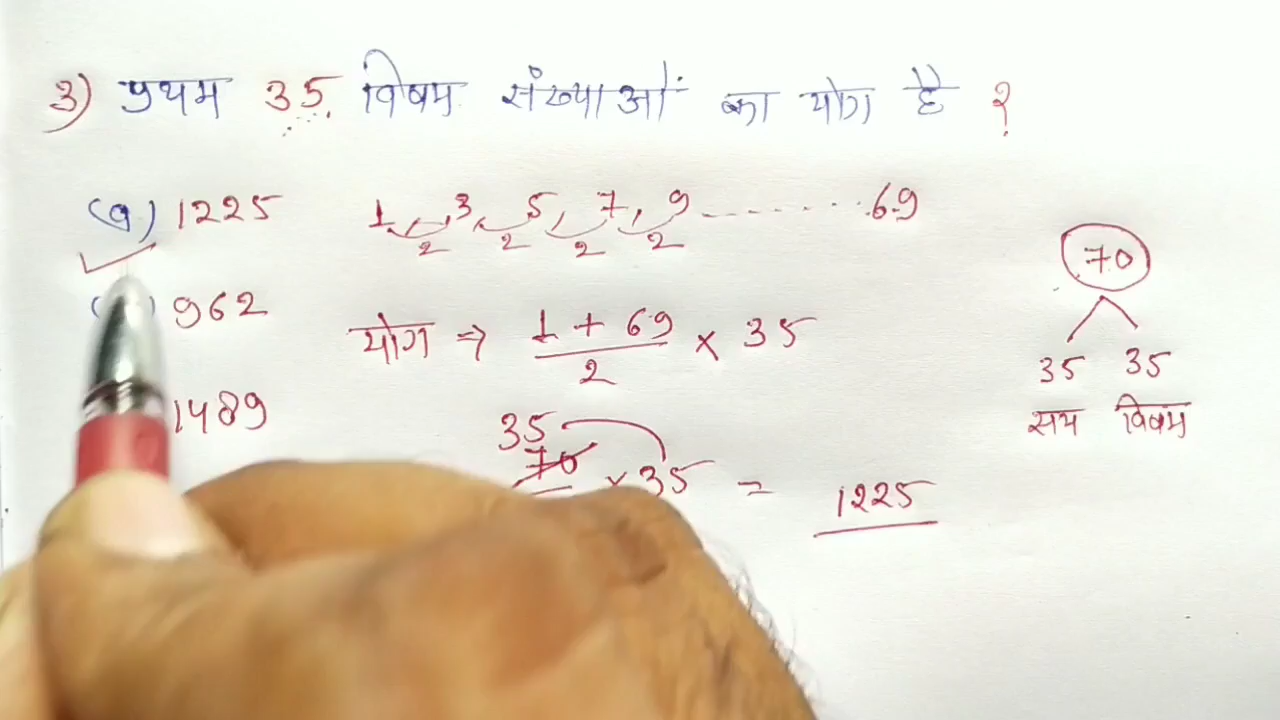 3) प्रथम 35 विषम संख्याओं का योग है ?
(a) 1225
1, 3, 5, 7, 9 ........ 69
2 2 2 2
70
962
योग ⇒ 1 + 69 / 2 × 35
35 35
सम विषम
1489
35
70 × 35 = 1225